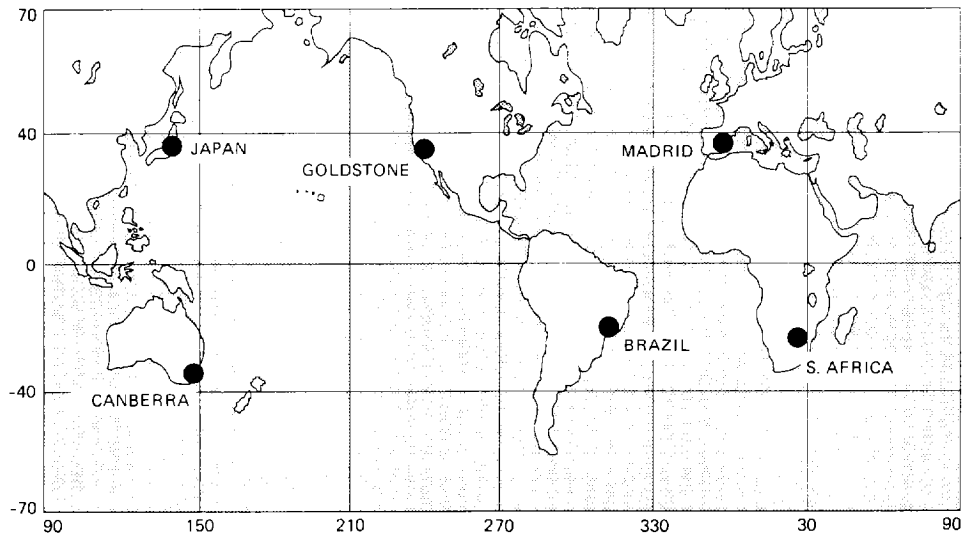 70
40
JAPAN
GOLDSTONE
MADRID
0
BRAZIL
S. AFRICA
-40
CANBERRA
-70
90 150 210 270 330 30 90